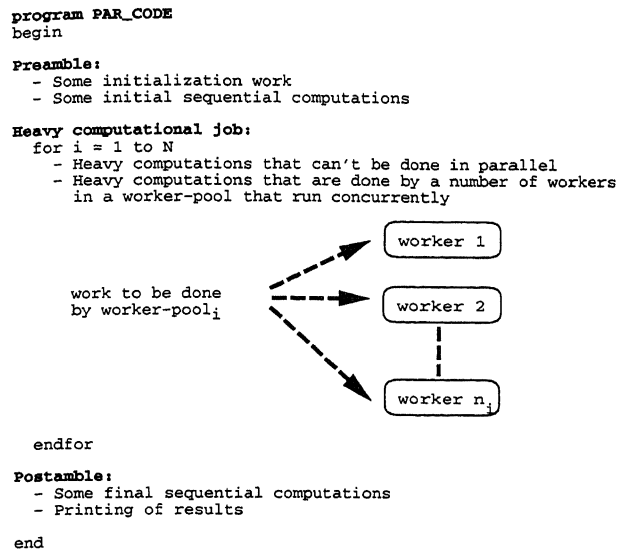 program PAR_CODE
begin
Preamble:
- Some initialization work
- Some initial sequential computations
Heavy computational job:
for i = 1 to N
- Heavy computations that can't be done in parallel
- Heavy computations that are done by a number of workers
in a worker-pool that run concurrently
worker 1
work to be done
by worker-pooli
worker 2
worker ni
endfor
Postamble:
- Some final sequential computations
- Printing of results
end